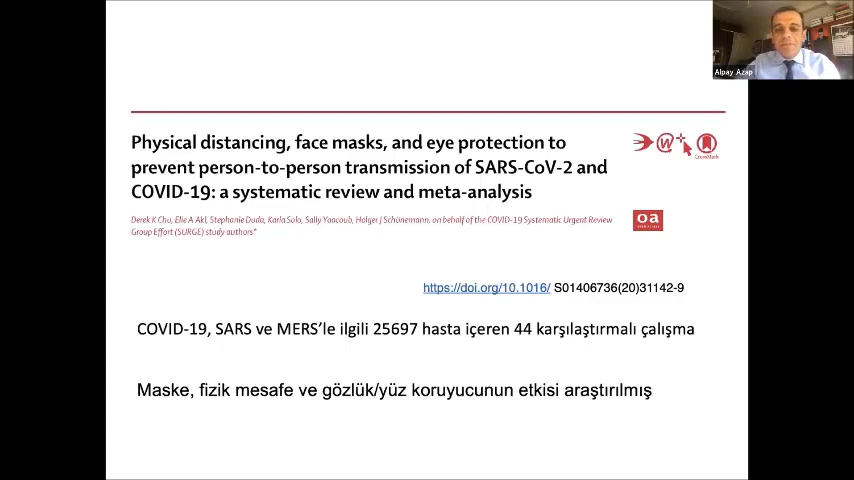 Alpay Azap
Physical distancing, face masks, and eye protection to
prevent person-to-person transmission of SARS-CoV-2 and
COVID-19: a systematic review and meta-analysis
CrossMark
Derek K Chu, Elie A Akl, Stephanie Duda, Karla Solo, Sally Yaacoub, Holger J Schünemann, on behalf of the COVID-19 Systematic Urgent Review
Group Effort (SURGE) study authors*
oa
OPEN ACCESS
https://doi.org/10.1016/ S01406736(20)31142-9
COVID-19, SARS ve MERS’le ilgili 25697 hasta içeren 44 karşılaştırmalı çalışma
Maske, fizik mesafe ve gözlük/yüz koruyucunun etkisi araştırılmış